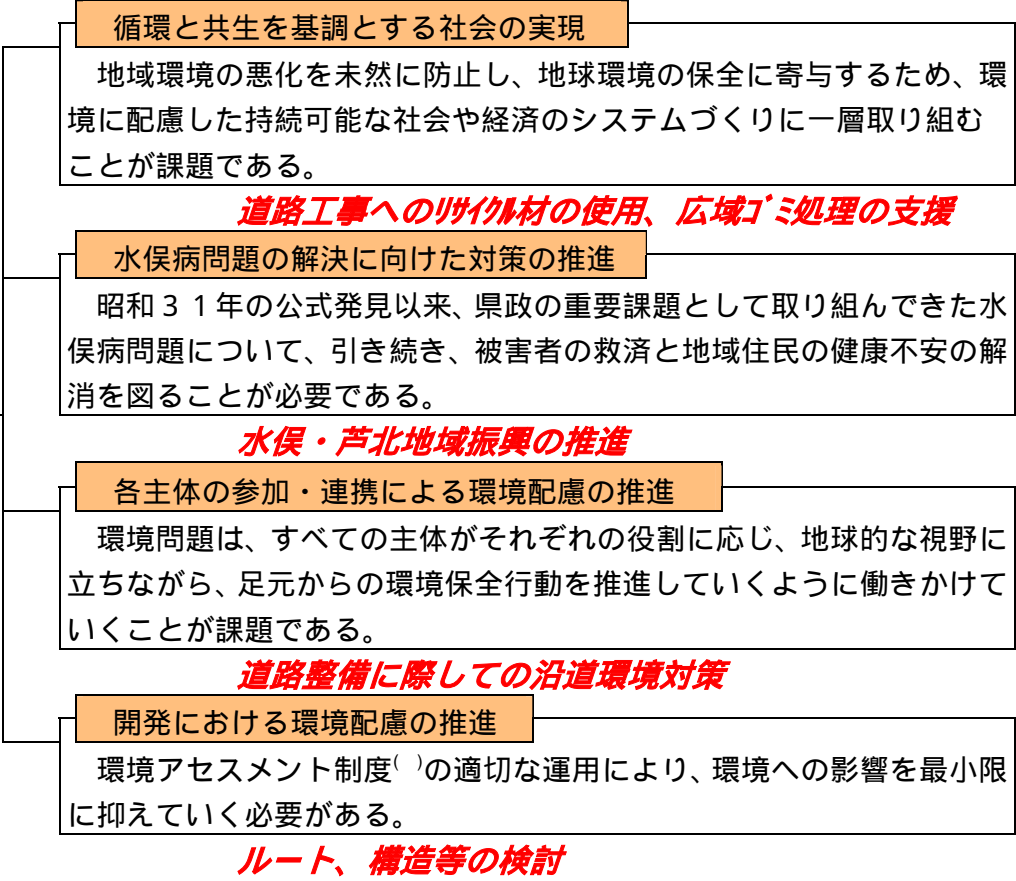 循環と共生を基調とする社会の実現
地域環境の悪化を未然に防止し、地球環境の保全に寄与するため、環
境に配慮した持続可能な社会や経済のシステムづくりに一層取り組む
ことが課題である。
道路工事へのﾘｻｲｸﾙ材の使用、広域ｺﾞﾐ処理の支援
水俣病問題の解決に向けた対策の推進
昭和３１年の公式発見以来、県政の重要課題として取り組んできた水
俣病問題について、引き続き、被害者の救済と地域住民の健康不安の解
消を図ることが必要である。
水俣・芦北地域振興の推進
各主体の参加・連携による環境配慮の推進
環境問題は、すべての主体がそれぞれの役割に応じ、地球的な視野に
立ちながら、足元からの環境保全行動を推進していくように働きかけて
いくことが課題である。
道路整備に際しての沿道環境対策
開発における環境配慮の推進
環境アセスメント制度( )の適切な運用により、環境への影響を最小限
に抑えていく必要がある。
ルート、構造等の検討